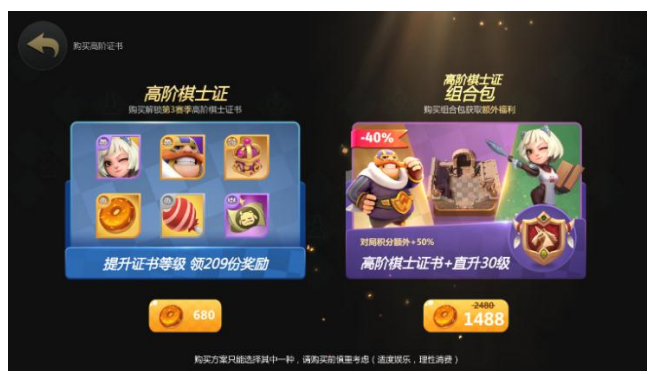 购买高阶证书
高阶棋士证
购买解锁第3赛季高阶棋士证书
提升证书等级 领209份奖励
680
高阶棋士证
组合包
购买组合包获取额外福利
-40%
对局积分额外+50%
高阶棋士证书+直升30级
2480
1488
购买方案只能选择其中一种，请购买前慎重考虑（适度娱乐，理性消费）